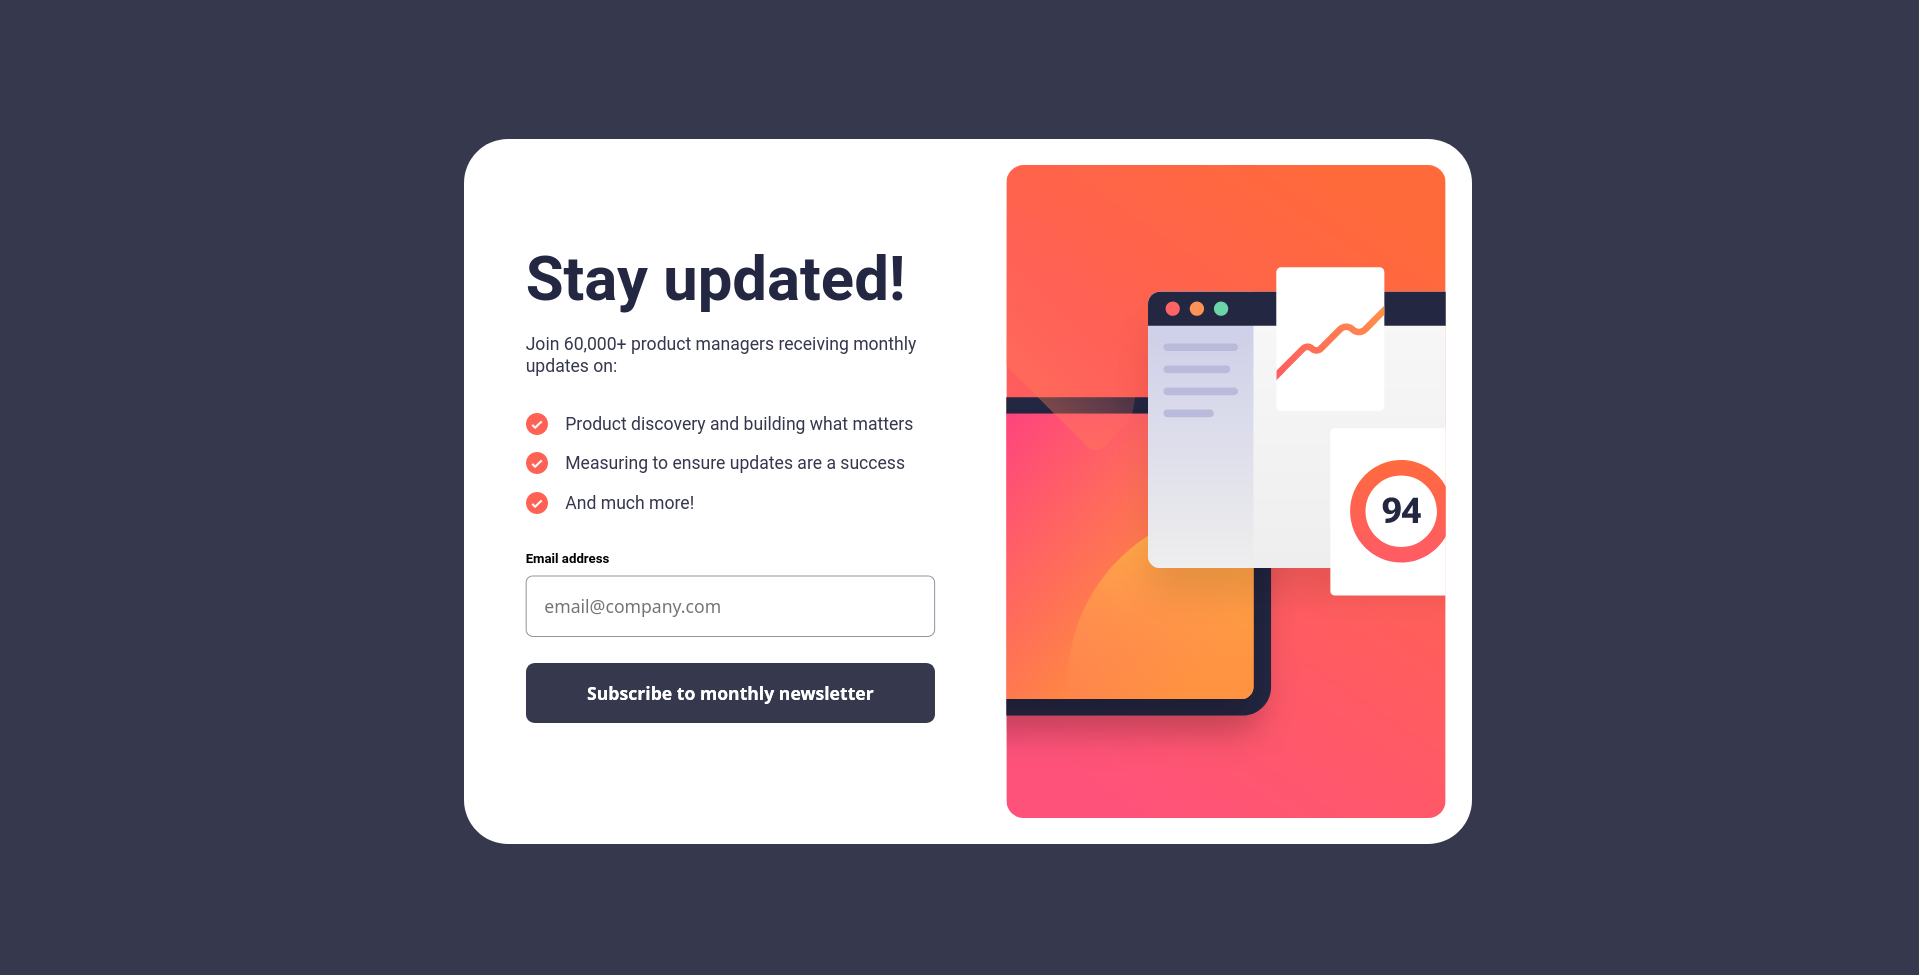 Stay updated!
Join 60,000+ product managers receiving monthly
updates on:
Product discovery and building what matters
Measuring to ensure updates are a success
And much more!
Email address
email@company.com
Subscribe to monthly newsletter
94